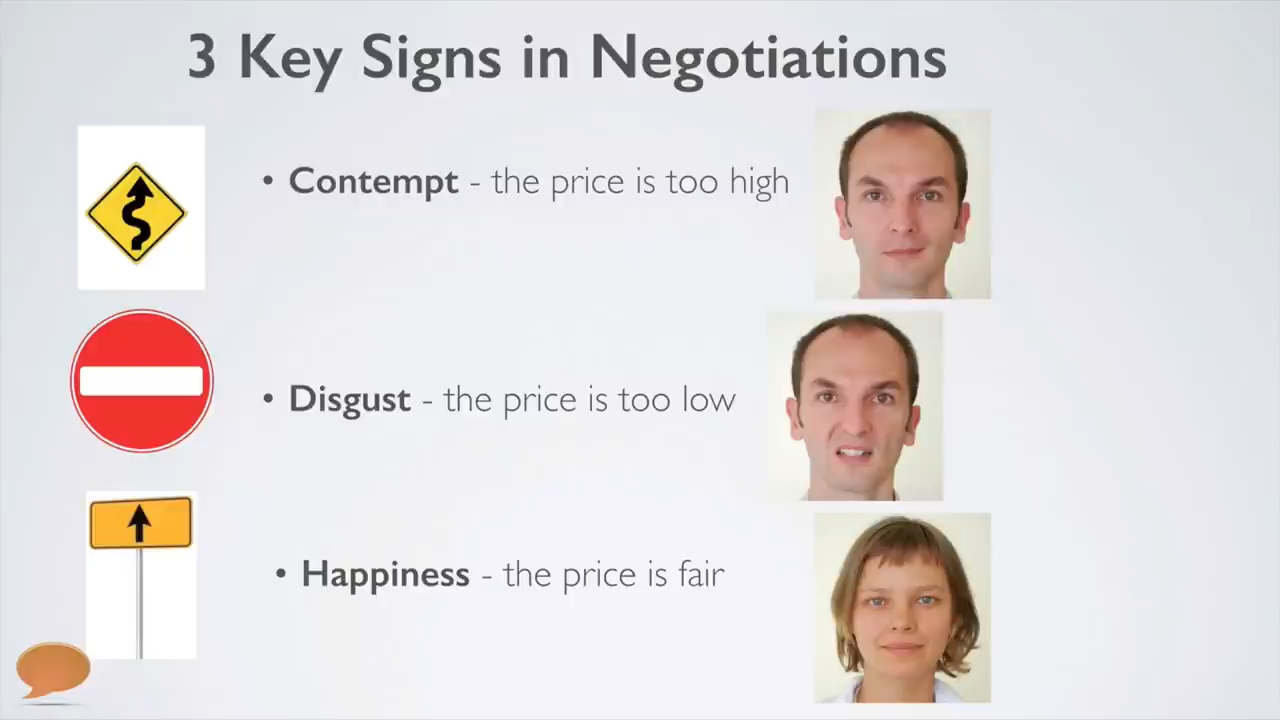 3 Key Signs in Negotiations
• Contempt - the price is too high
• Disgust - the price is too low
• Happiness - the price is fair